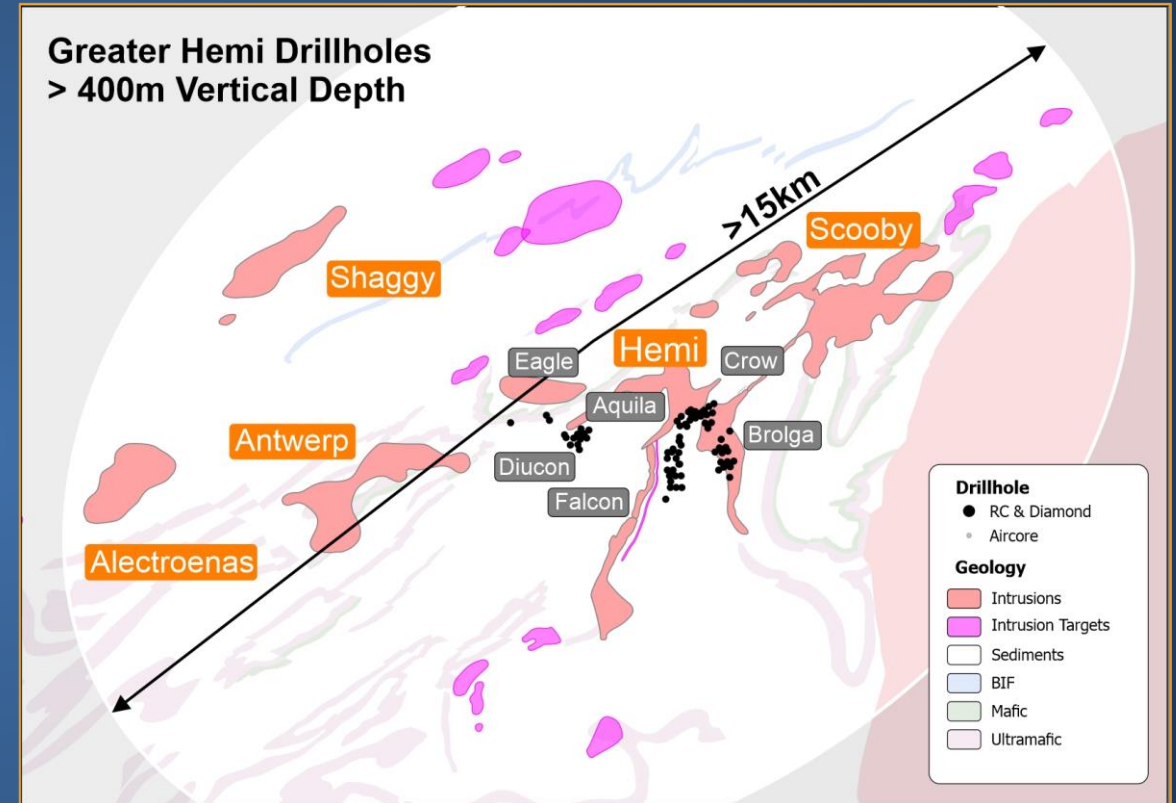 Greater Hemi Drillholes
> 400m Vertical Depth
>15km
Scooby
Shaggy
Hemi
Eagle
Crow
Aquila
Antwerp
Brolga
Diucon
Falcon
Alectroenas
Drillhole
RC & Diamond
Aircore
Geology
Intrusions
Intrusion Targets
Sediments
BIF
Mafic
Ultramafic